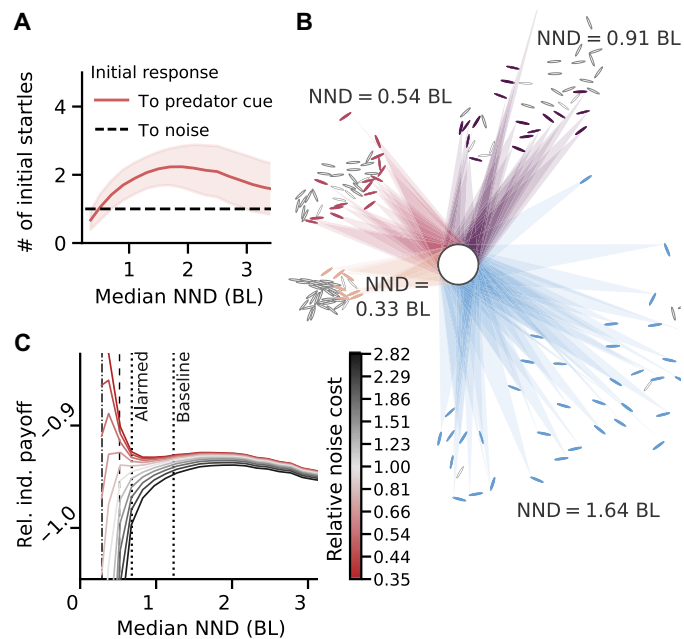 A
Initial response
To predator cue
To noise
# of initial startles
4
2
0
1
2
3
Median NND (BL)
B
NND = 0.91 BL
NND = 0.54 BL
NND =
0.33 BL
NND = 1.64 BL
C
Rel. ind. payoff
−0.9
−1.0
Alarmed
Baseline
0
1
2
3
Median NND (BL)
Relative noise cost
2.82
2.29
1.86
1.51
1.23
1.00
0.81
0.66
0.54
0.44
0.35